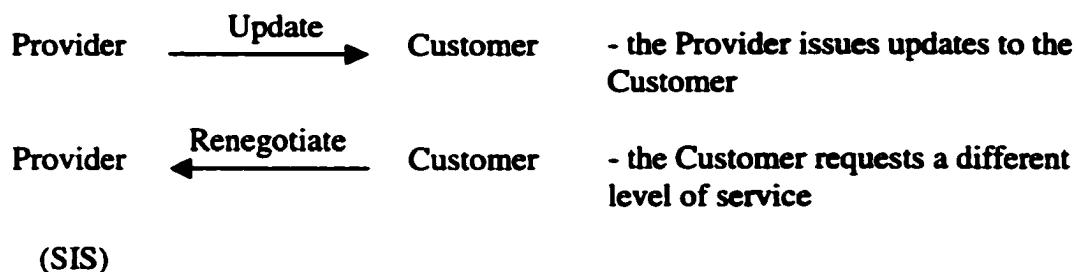 Update
Provider Customer - the Provider issues updates to the
Customer
Renegotiate
Provider Customer - the Customer requests a different
level of service
(SIS)